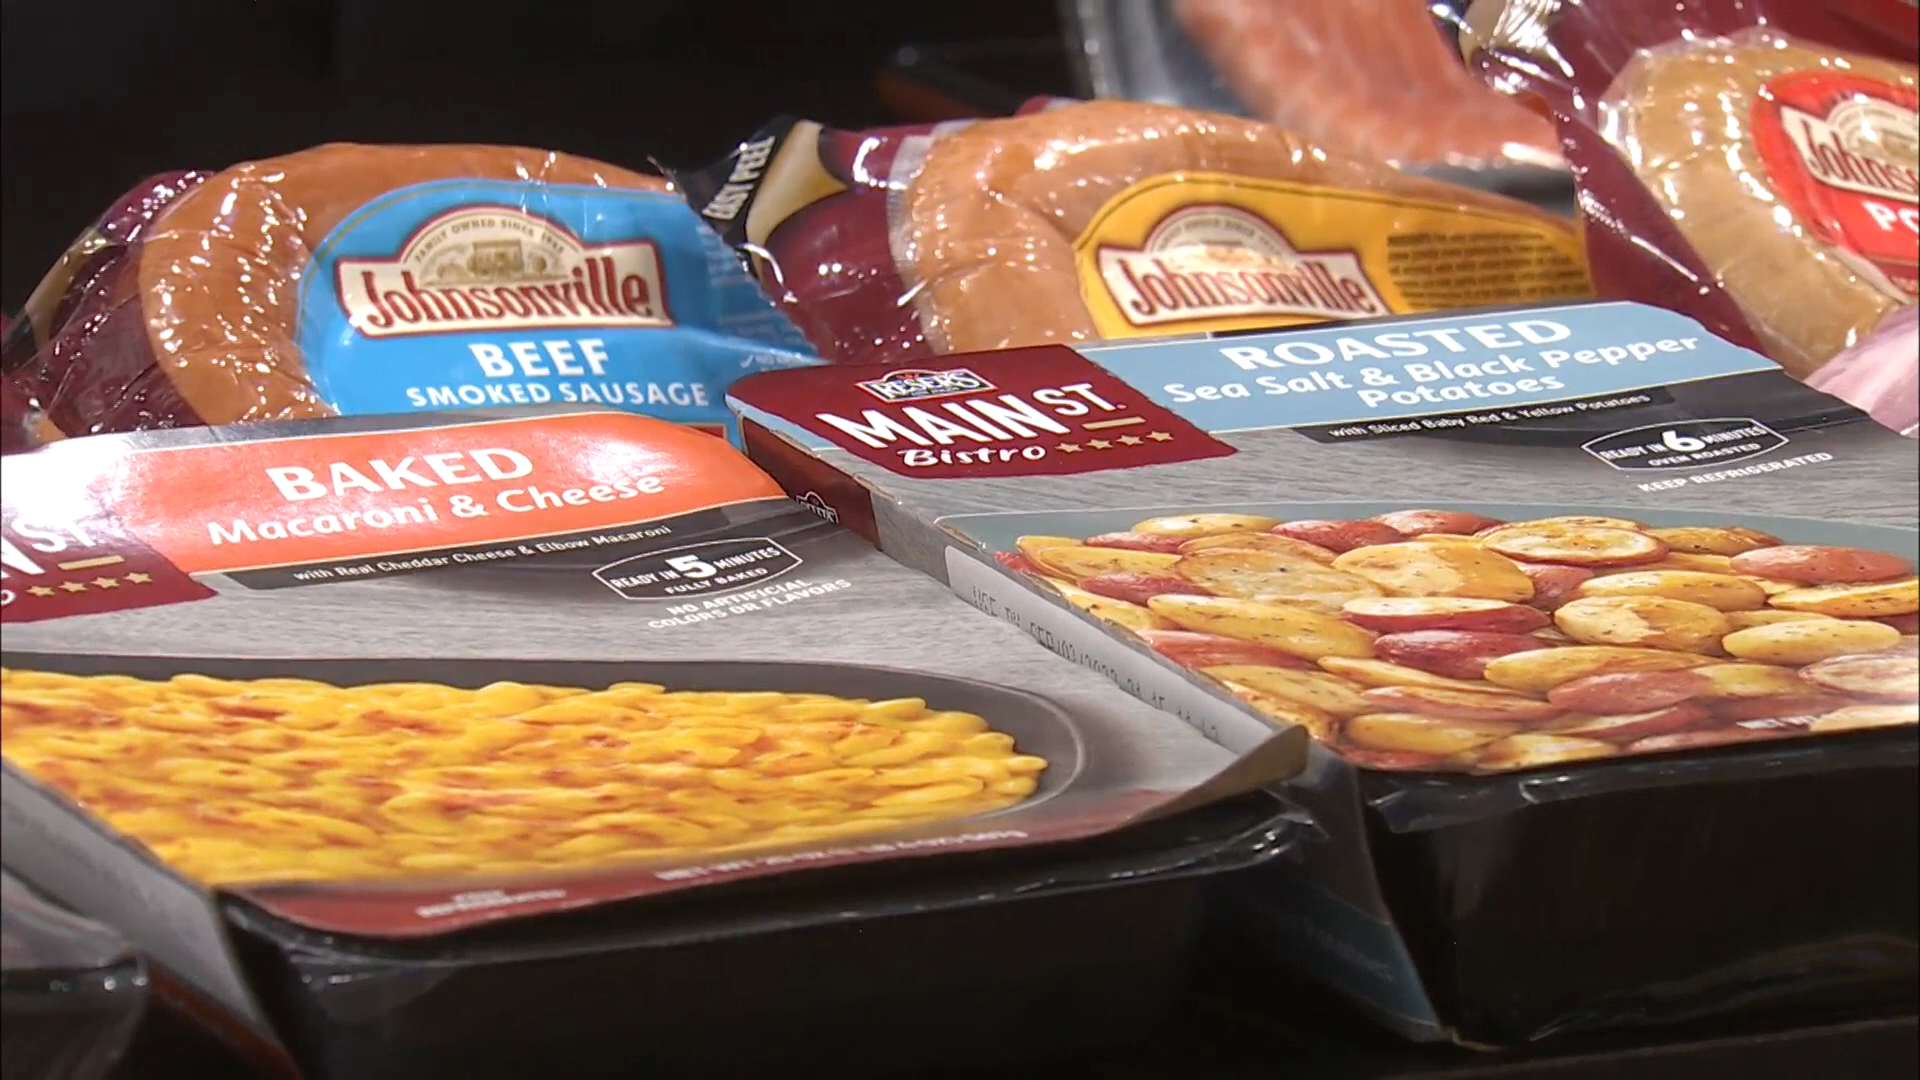 EASY PEEL
FAMILY OWNED SINCE 1945
Johnsonville
BEEF
SMOKED SAUSAGE
Johnsonville
ROASTED
Sea Salt & Black Pepper
Potatoes
with Sliced Baby Red & Yellow Potatoes
RESER'S
MAIN ST.
Bistro
READY IN 6 MINUTES
OVEN ROASTED
KEEP REFRIGERATED
ST.
BAKED
Macaroni & Cheese
with Real Cheddar Cheese & Elbow Macaroni
READY IN 5 MINUTES
FULLY BAKED
NO ARTIFICIAL
COLORS OR FLAVORS